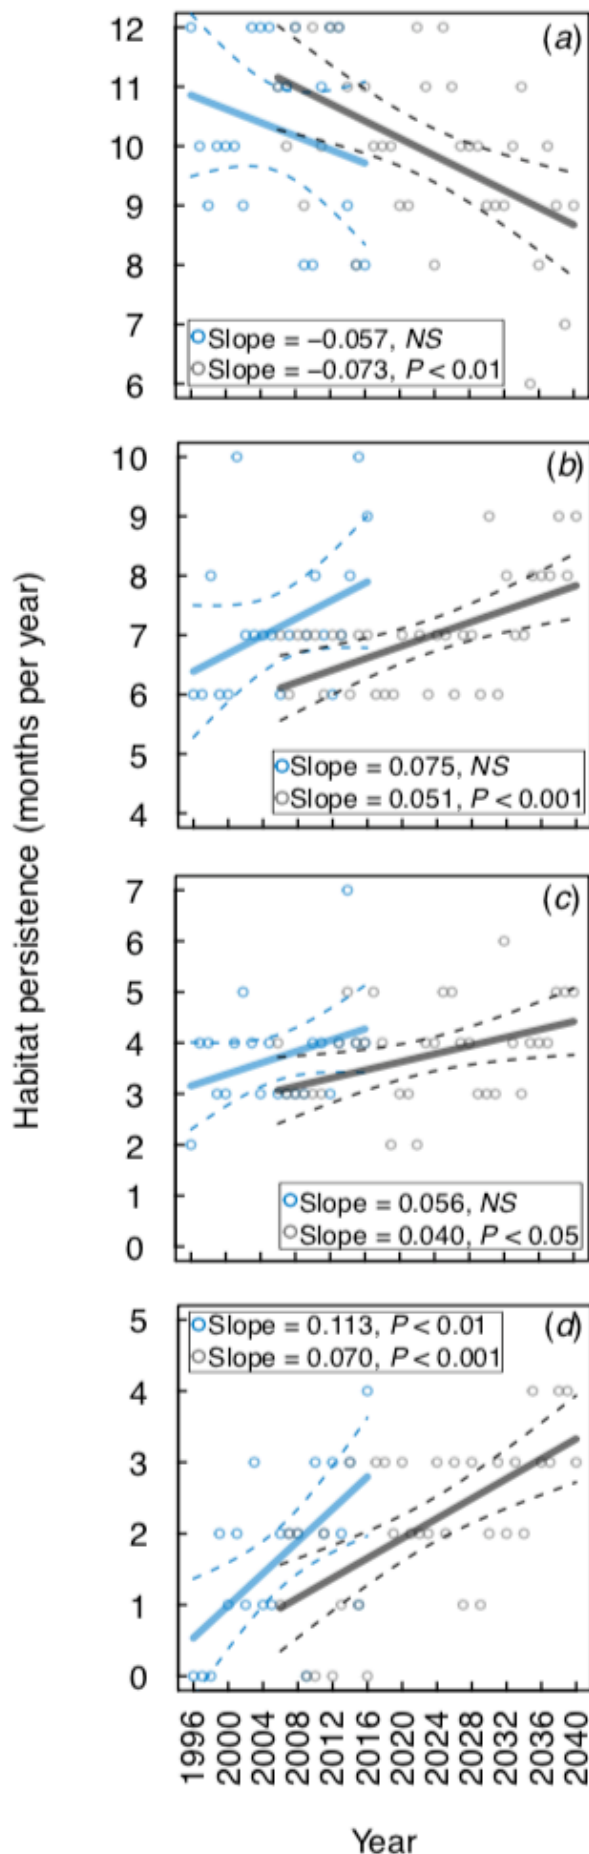 (a)
12
11
10
9
8
7
6
Slope = −0.057, NS
Slope = −0.073, P < 0.01
(b)
10
9
8
7
6
5
4
Slope = 0.075, NS
Slope = 0.051, P < 0.001
Habitat persistence (months per year)
(c)
7
6
5
4
3
2
1
0
Slope = 0.056, NS
Slope = 0.040, P < 0.05
(d)
Slope = 0.113, P < 0.01
Slope = 0.070, P < 0.001
5
4
3
2
1
0
1996 2000 2004 2008 2012 2016 2020 2024 2028 2032 2036 2040
Year